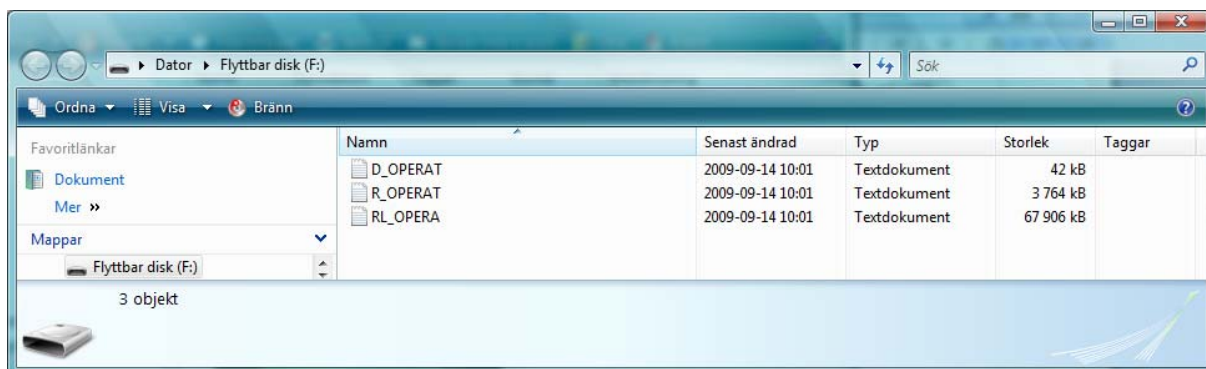 Dator Flyttbar disk (F:) Sök
Ordna Visa Bränn
Favoritlänkar
Dokument
Mer »
Mappar
Flyttbar disk (F:)
Namn Senast ändrad Typ Storlek Taggar
D_OPERAT 2009-09-14 10:01 Textdokument 42 kB
R_OPERAT 2009-09-14 10:01 Textdokument 3 764 kB
RL_OPERA 2009-09-14 10:01 Textdokument 67 906 kB
3 objekt